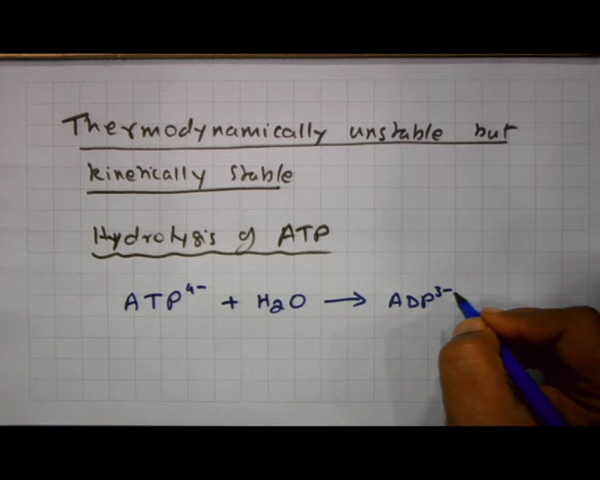 Thermodynamically unstable but
kinetically stable
Hydrolysis of ATP
ATP⁴⁻ + H₂O → ADP³⁻